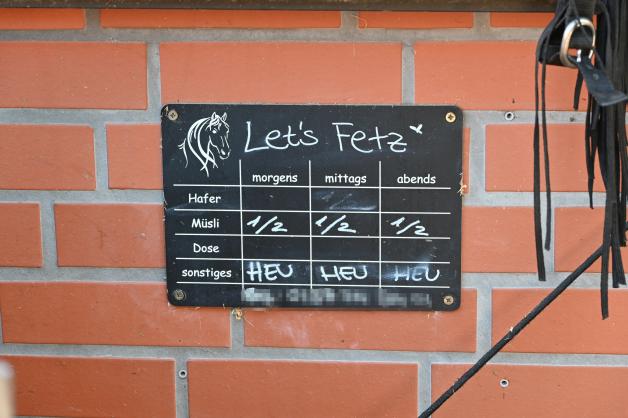 Let's Fetz
morgens mittags abends
Hafer
Müsli 1/2 1/2 1/2
Dose
sonstiges HEU HEU HEU